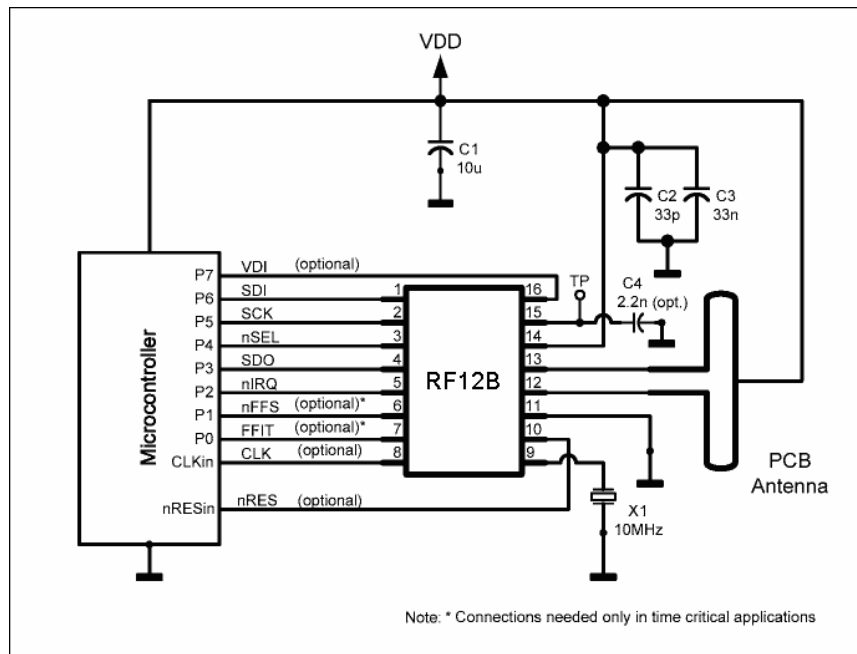 VDD
C1
10u
C2
33p
C3
33n
Microcontroller
P7 VDI (optional)
P6 SDI
P5 SCK
P4 nSEL
P3 SDO
P2 nIRQ
P1 nFFS (optional)*
P0 FFIT (optional)*
CLKin CLK (optional)
nRESin nRES (optional)
1
2
3
4
5
6
7
8
RF12B
16
15
14
13
12
11
10
9
TP
C4
2.2n (opt.)
X1
10MHz
PCB
Antenna
Note: * Connections needed only in time critical applications